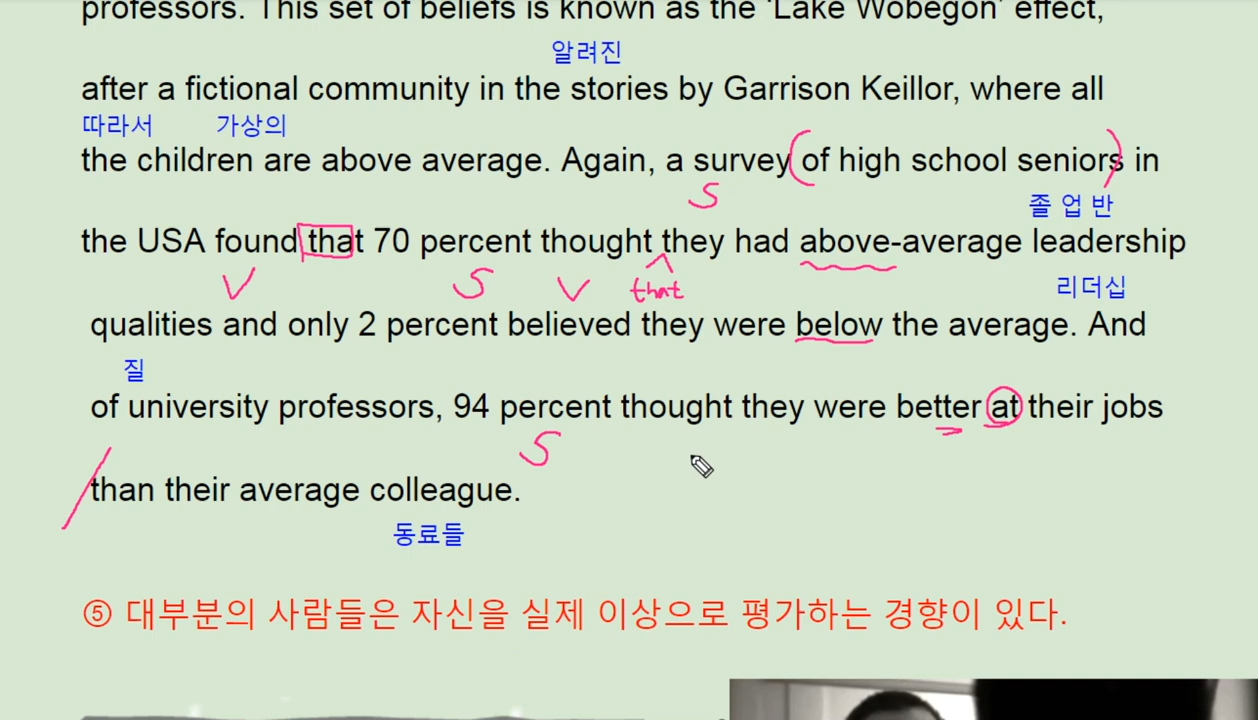 professors. This set of beliefs is known as the ‘Lake Wobegon’ effect,
알려진
after a fictional community in the stories by Garrison Keillor, where all
따라서 가상의
the children are above average. Again, a survey (of high school seniors) in
S 졸 업 반
the USA found that 70 percent thought they had above-average leadership
V S V that 리더십
qualities and only 2 percent believed they were below the average. And
질
of university professors, 94 percent thought they were better at their jobs
S
than their average colleague.
동료들
⑤ 대부분의 사람들은 자신을 실제 이상으로 평가하는 경향이 있다.